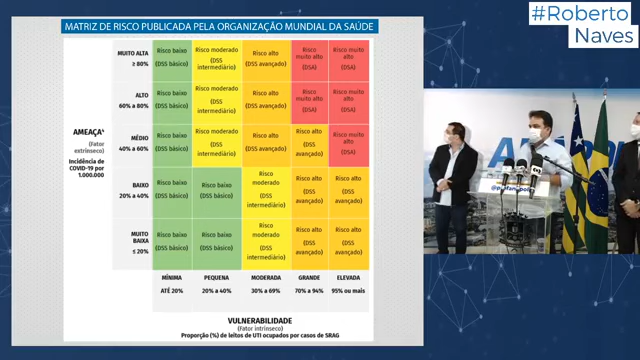 MATRIZ DE RISCO PUBLICADA PELA ORGANIZAÇÃO MUNDIAL DA SAÚDE
#Roberto
Naves
AMEAÇA⁴
(Fator
extrínseco)
Incidência de
COVID-19 por
1.000.000
MUITO ALTA
≥ 80%
Risco baixo
(DSS básico)
Risco moderado
(DSS
intermediário)
Risco alto
(DSS avançado)
Risco
muito alto
(DSA)
Risco
muito alto
(DSA)
ALTO
60% a 80%
Risco baixo
(DSS básico)
Risco moderado
(DSS
intermediário)
Risco alto
(DSS avançado)
Risco
muito alto
(DSA)
Risco muito
alto
(DSA)
MÉDIO
40% a 60%
Risco baixo
(DSS básico)
Risco moderado
(DSS
intermediário)
Risco alto
(DSS avançado)
Risco alto
(DSS
avançado)
Risco muito
alto
(DSA)
BAIXO
20% a 40%
Risco baixo
(DSS básico)
Risco baixo
(DSS básico)
Risco
moderado
(DSS
intermediário)
Risco alto
(DSS
avançado)
Risco alto
(DSS
avançado)
MUITO
BAIXA
≤ 20%
Risco baixo
(DSS básico)
Risco baixo
(DSS básico)
Risco
moderado
(DSS
intermediário)
Risco alto
(DSS
avançado)
Risco alto
(DSS
avançado)
MÍNIMA
ATÉ 20%
PEQUENA
20% a 40%
MODERADA
30% a 69%
GRANDE
70% a 94%
ELEVADA
95% ou mais
VULNERABILIDADE
(Fator intrínseco)
Proporção (%) de leitos de UTI ocupados por casos de SRAG